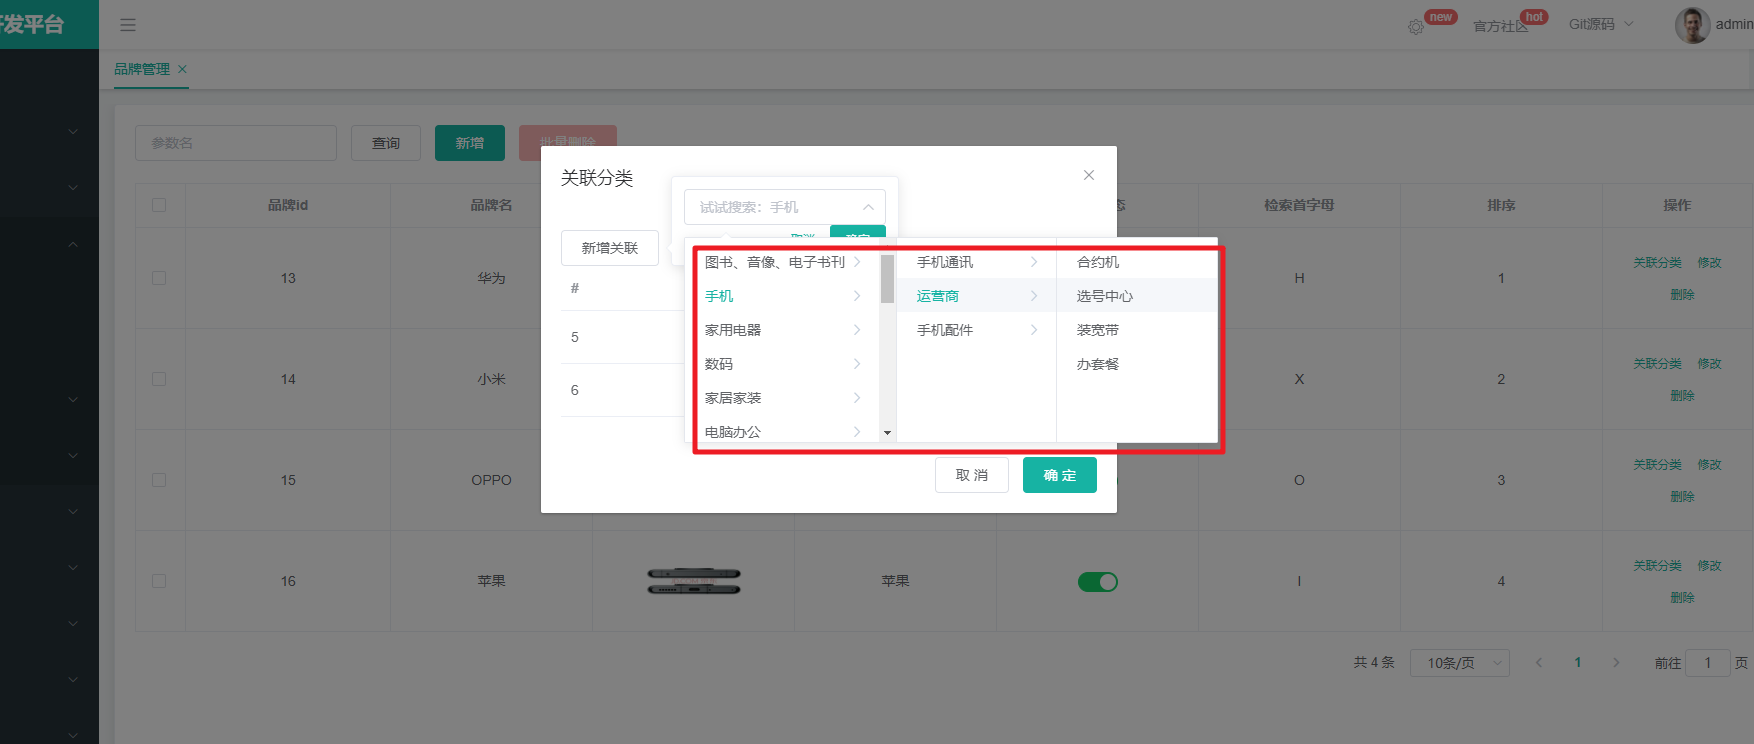 开发平台
new
官方社区
hot
Git源码
admin
品牌管理
参数名
查询
新增
批量删除
品牌id
品牌名
态
检索首字母
排序
操作
13
华为
H
1
关联分类 修改
删除
14
小米
X
2
关联分类 修改
删除
15
OPPO
O
3
关联分类 修改
删除
16
苹果
苹果
I
4
关联分类 修改
删除
共 4 条
10条/页
1
前往
1
页
关联分类
试试搜索：手机
取消
确定
新增关联
#
5
6
图书、音像、电子书刊
手机
家用电器
数码
家居家装
电脑办公
手机通讯
运营商
手机配件
合约机
选号中心
装宽带
办套餐
取 消
确 定